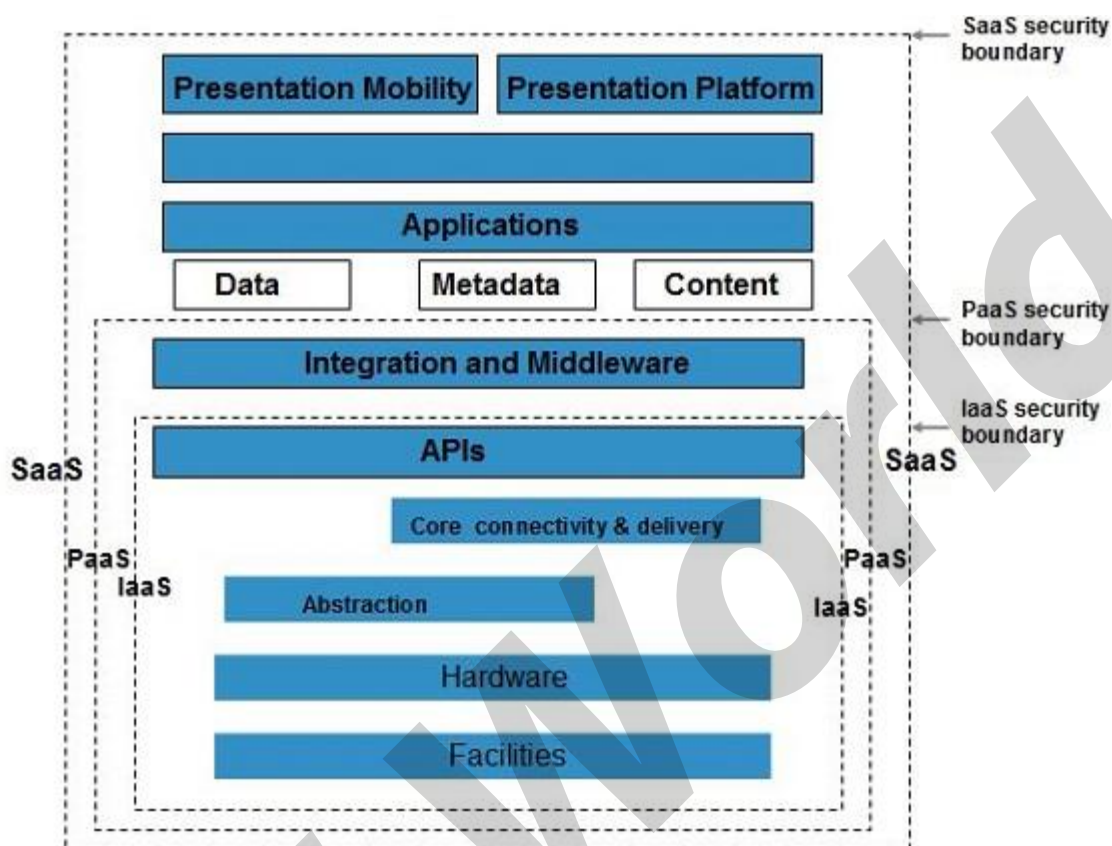 SaaS security
boundary
Presentation Mobility
Presentation Platform
Applications
Data
Metadata
Content
PaaS security
boundary
Integration and Middleware
IaaS security
boundary
APIs
SaaS
SaaS
Core connectivity & delivery
PaaS
PaaS
IaaS
Abstraction
IaaS
Hardware
Facilities
World